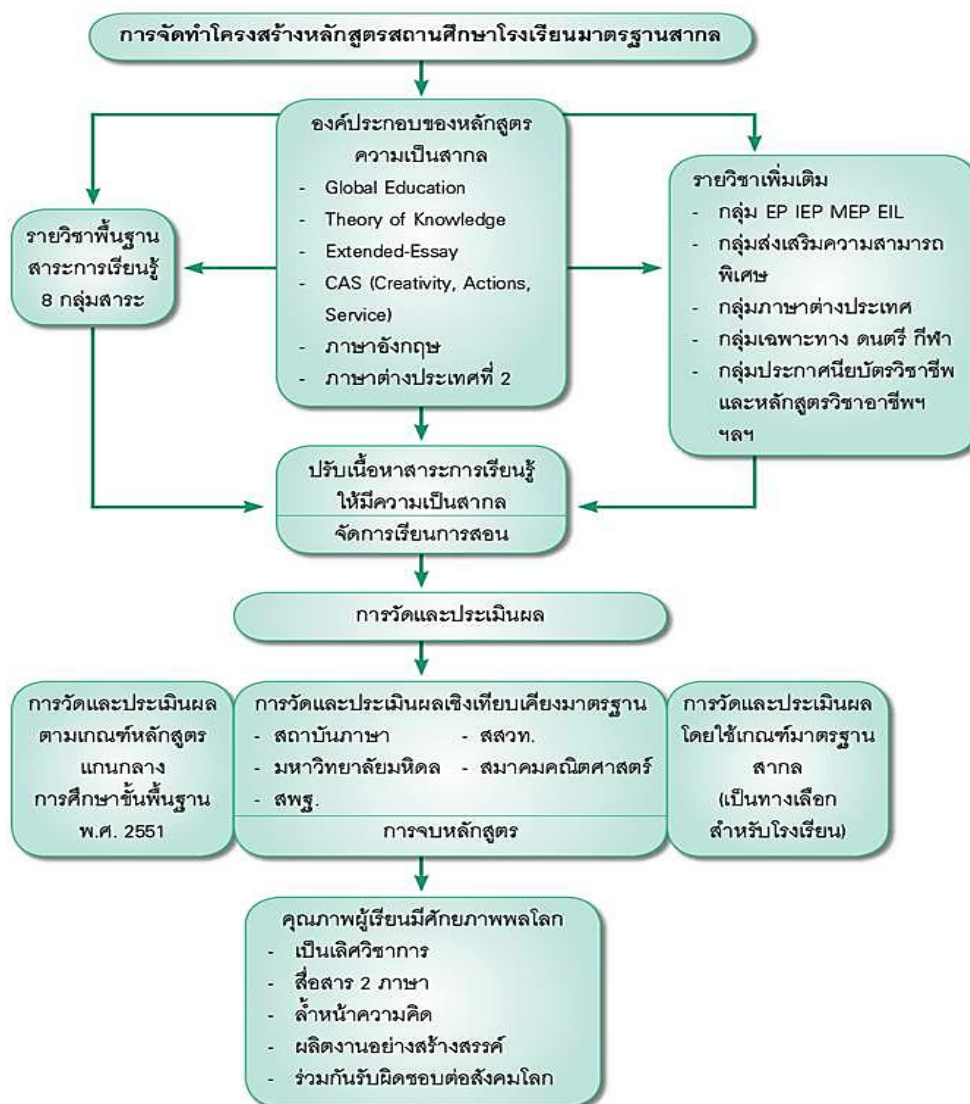 การจัดทำโครงสร้างหลักสูตรสถานศึกษาโรงเรียนมาตรฐานสากล
องค์ประกอบของหลักสูตร
ความเป็นสากล
- Global Education
- Theory of Knowledge
- Extended-Essay
- CAS (Creativity, Actions,
Service)
- ภาษาอังกฤษ
- ภาษาต่างประเทศที่ 2
รายวิชาพื้นฐาน
สาระการเรียนรู้
8 กลุ่มสาระ
รายวิชาเพิ่มเติม
- กลุ่ม EP IEP MEP EIL
- กลุ่มส่งเสริมความสามารถ
พิเศษ
- กลุ่มภาษาต่างประเทศ
- กลุ่มเฉพาะทาง ดนตรี กีฬา
- กลุ่มประกาศนียบัตรวิชาชีพ
และหลักสูตรวิชาอาชีพฯ
ฯลฯ
ปรับเนื้อหาสาระการเรียนรู้
ให้มีความเป็นสากล
จัดการเรียนการสอน
การวัดและประเมินผล
การวัดและประเมินผล
ตามเกณฑ์หลักสูตร
แกนกลาง
การศึกษาขั้นพื้นฐาน
พ.ศ. 2551
การวัดและประเมินผลเชิงเทียบเคียงมาตรฐาน
- สถาบันภาษา - สสวท.
- มหาวิทยาลัยมหิดล - สมาคมคณิตศาสตร์
- สพฐ.
การจบหลักสูตร
การวัดและประเมินผล
โดยใช้เกณฑ์มาตรฐาน
สากล
(เป็นทางเลือก
สำหรับโรงเรียน)
คุณภาพผู้เรียนมีศักยภาพพลโลก
- เป็นเลิศวิชาการ
- สื่อสาร 2 ภาษา
- ล้ำหน้าความคิด
- ผลิตงานอย่างสร้างสรรค์
- ร่วมกันรับผิดชอบต่อสังคมโลก